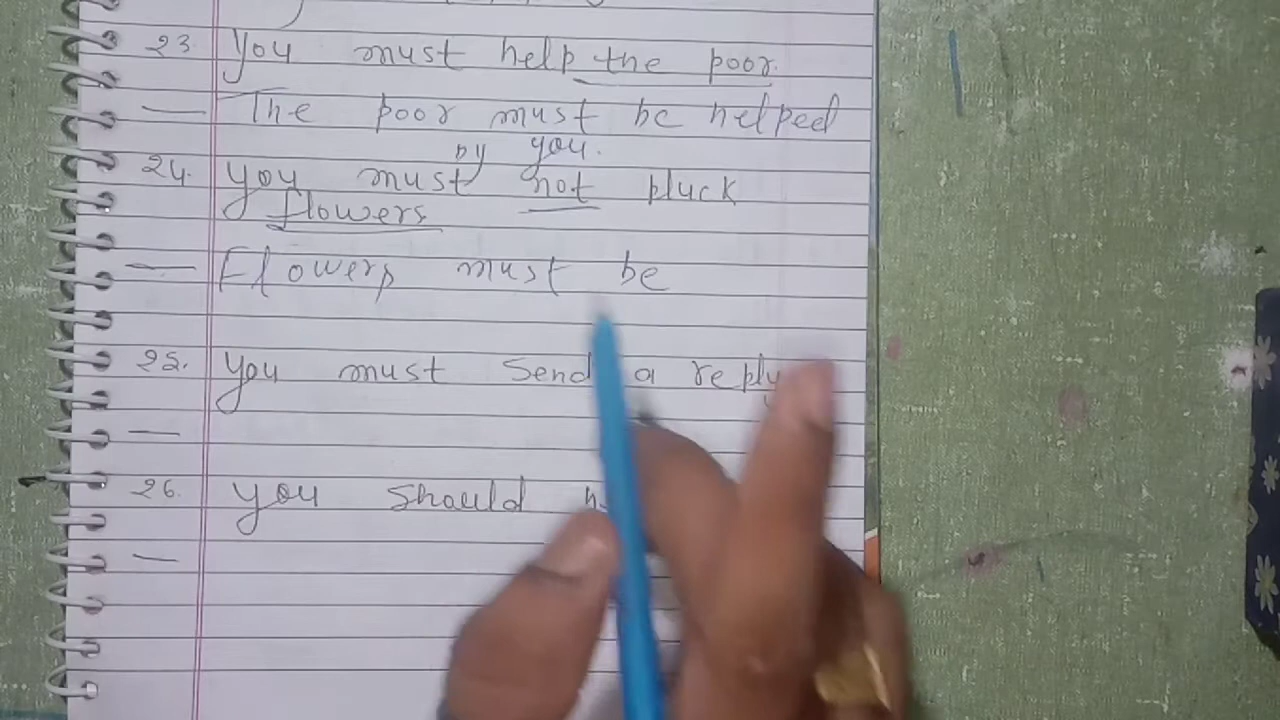 23. You must help the poor.
— The poor must be helped
by you.
24. You must not pluck
flowers
— Flowers must be
25. You must Send a reply
—
26. You should
—